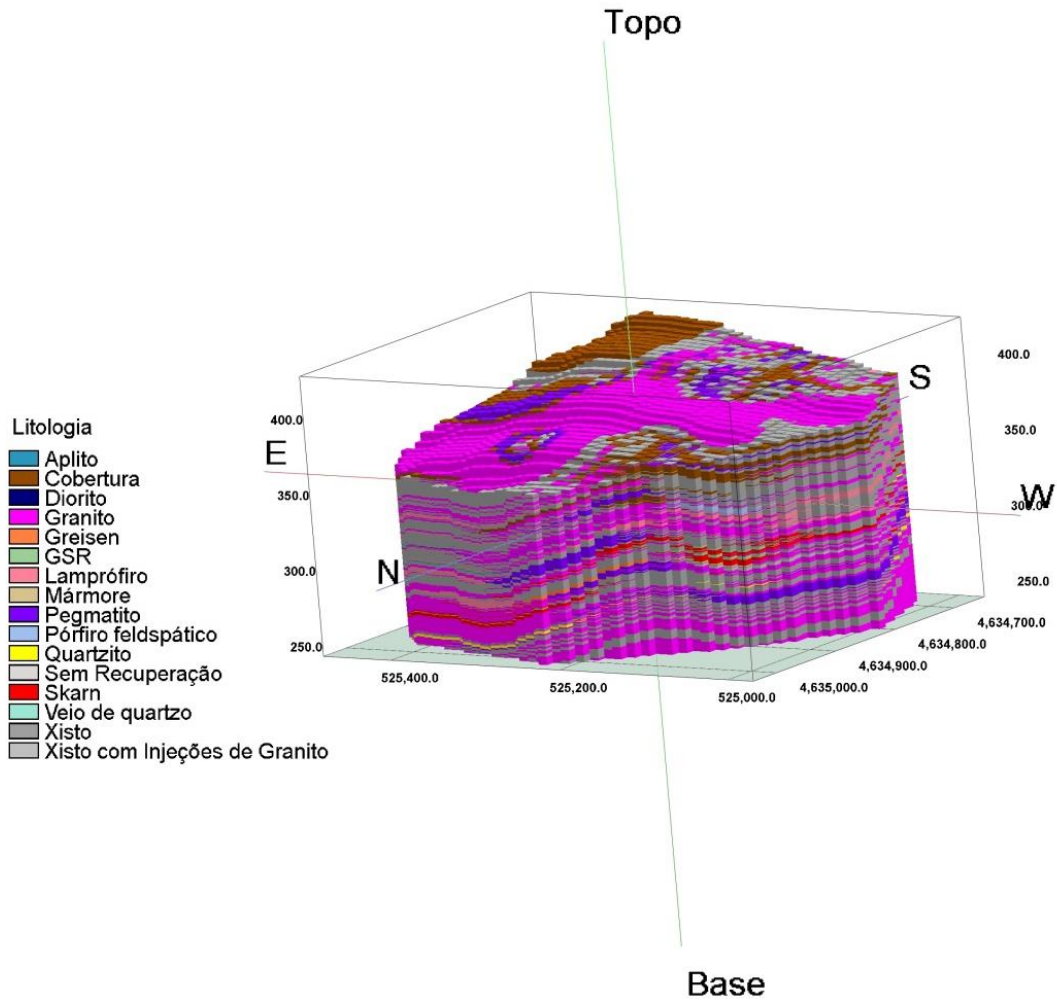 Topo
400.0
S
400.0
Litologia
350.0
E
Aplito
Cobertura
350.0
W
Diorito
300.0
Granito
Greisen
N
300.0
GSR
250.0
Lamprófiro
Mármore
Pegmatito
4,634,700.0
Pórfiro feldspático
250.0
4,634,800.0
Quartzito
525,400.0
4,634,900.0
Sem Recuperação
525,200.0
4,635,000.0
Skarn
525,000.0
Veio de quartzo
Xisto
Xisto com Injeções de Granito
Base